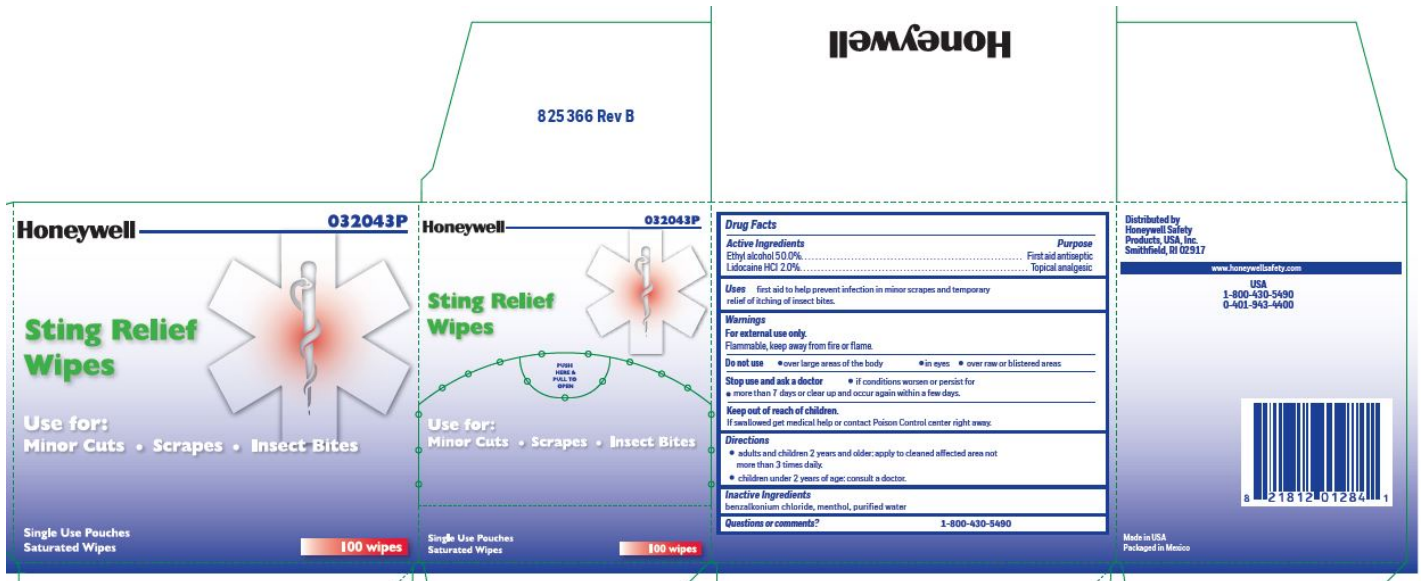 Honeywell
825366 Rev B
Honeywell 032043P
Sting Relief
Wipes
Use for:
Minor Cuts • Scrapes • Insect Bites
Single Use Pouches
Saturated Wipes
100 wipes
Honeywell 032043P
Sting Relief
Wipes
PUSH
HERE &
PULL TO
OPEN
Use for:
Minor Cuts • Scrapes • Insect Bites
Single Use Pouches
Saturated Wipes
100 wipes
Drug Facts
Active Ingredients Purpose
Ethyl alcohol 50.0%........................................................ First aid antiseptic
Lidocaine HCl 2.0%........................................................ Topical analgesic
Uses first aid to help prevent infection in minor scrapes and temporary
relief of itching of insect bites.
Warnings
For external use only.
Flammable, keep away from fire or flame.
Do not use • over large areas of the body • in eyes • over raw or blistered areas
Stop use and ask a doctor • if conditions worsen or persist for
• more than 7 days or clear up and occur again within a few days.
Keep out of reach of children.
If swallowed get medical help or contact Poison Control center right away.
Directions
• adults and children 2 years and older: apply to cleaned affected area not
more than 3 times daily.
• children under 2 years of age: consult a doctor.
Inactive Ingredients
benzalkonium chloride, menthol, purified water
Questions or comments? 1-800-430-5490
Distributed by
Honeywell Safety
Products, USA, Inc.
Smithfield, RI 02917
www.honeywellsafety.com
USA
1-800-430-5490
0-401-943-4400
8 21812 01284 1
Made in USA
Packaged in Mexico